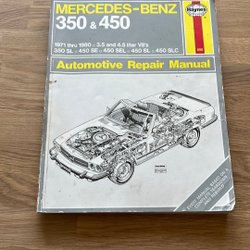 MERCEDES-BENZ
Haynes
350 & 450
1971 thru 1980 □ 3.5 and 4.5 liter V8's
350 SL □ 450 SE □ 450 SEL □ 450 SL □ 450 SLC
Automotive Repair Manual